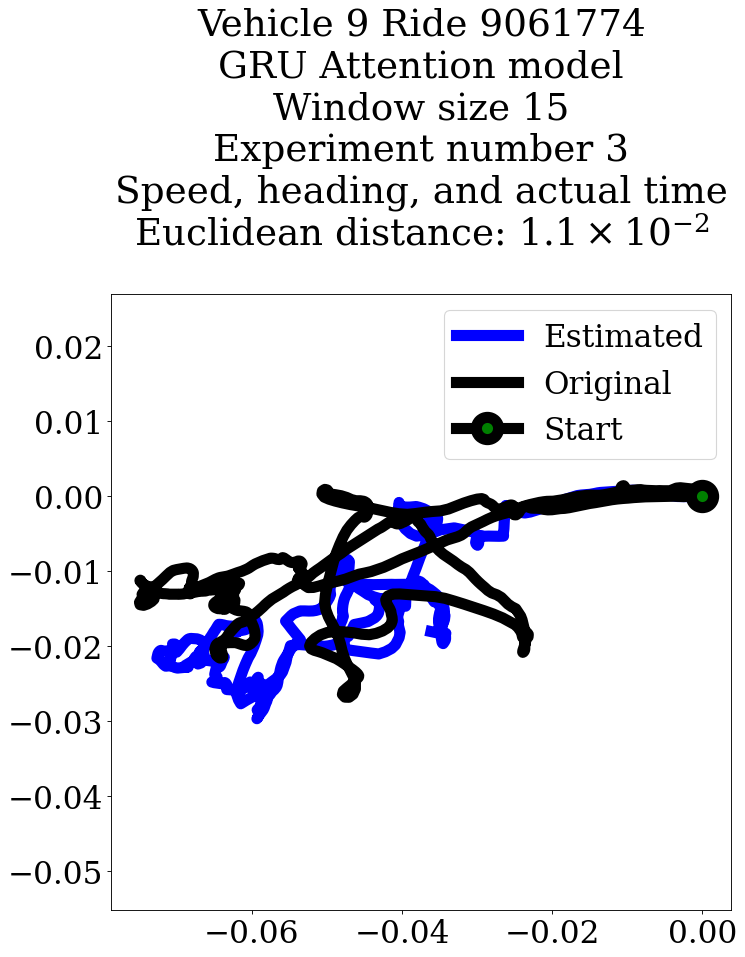 Vehicle 9 Ride 9061774
GRU Attention model
Window size 15
Experiment number 3
Speed, heading, and actual time
Euclidean distance: 1.1 × 10⁻²
Estimated
Original
Start
0.02
0.01
0.00
−0.01
−0.02
−0.03
−0.04
−0.05
−0.06
−0.04
−0.02
0.00